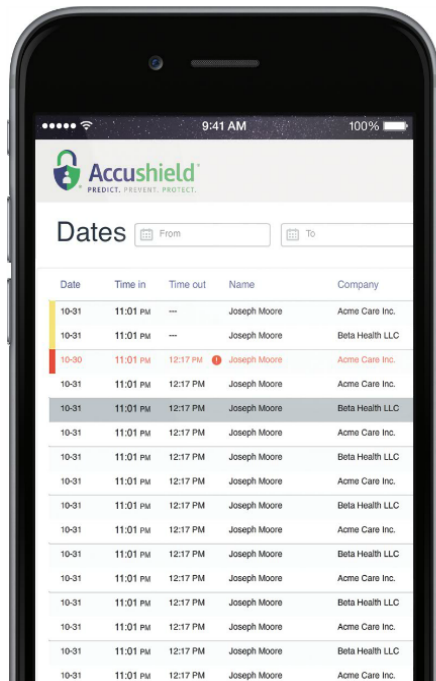 9:41 AM 100%
Accushield
PREDICT. PREVENT. PROTECT.
Dates From To
Date Time in Time out Name Company
10-31 11:01 PM --- Joseph Moore Acme Care Inc.
10-31 11:01 PM --- Joseph Moore Beta Health LLC
10-30 11:01 PM 12:17 PM ! Joseph Moore Acme Care Inc.
10-31 11:01 PM 12:17 PM Joseph Moore Acme Care Inc.
10-31 11:01 PM 12:17 PM Joseph Moore Beta Health LLC
10-31 11:01 PM 12:17 PM Joseph Moore Acme Care Inc.
10-31 11:01 PM 12:17 PM Joseph Moore Beta Health LLC
10-31 11:01 PM 12:17 PM Joseph Moore Acme Care Inc.
10-31 11:01 PM 12:17 PM Joseph Moore Beta Health LLC
10-31 11:01 PM 12:17 PM Joseph Moore Acme Care Inc.
10-31 11:01 PM 12:17 PM Joseph Moore Beta Health LLC
10-31 11:01 PM 12:17 PM Joseph Moore Acme Care Inc.
10-31 11:01 PM 12:17 PM Joseph Moore Beta Health LLC
10-31 11:01 PM 12:17 PM Joseph Moore Acme Care Inc.
10-31 11:01 PM 12:17 PM Joseph Moore Beta Health LLC
10-31 11:01 PM 12:17 PM Joseph Moore Acme Care Inc.